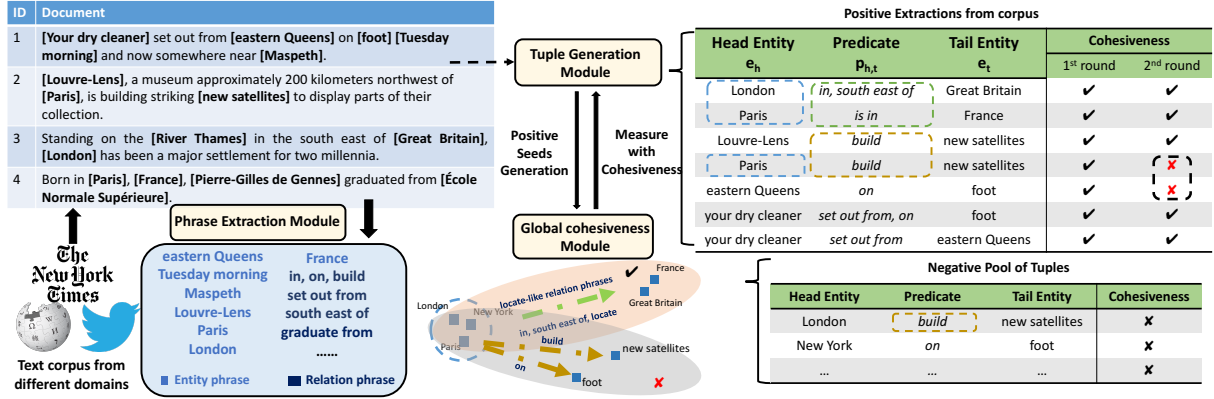 ID Document
1 [Your dry cleaner] set out from [eastern Queens] on [foot] [Tuesday
morning] and now somewhere near [Maspeth].
2 [Louvre-Lens], a museum approximately 200 kilometers northwest of
[Paris], is building striking [new satellites] to display parts of their
collection.
3 Standing on the [River Thames] in the south east of [Great Britain],
[London] has been a major settlement for two millennia.
4 Born in [Paris], [France], [Pierre-Gilles de Gennes] graduated from [École
Normale Supérieure].
The
New York
Times
Text corpus from
different domains
Phrase Extraction Module
eastern Queens
Tuesday morning
Maspeth
Louvre-Lens
Paris
London
France
in, on, build
set out from
south east of
graduate from
......
Entity phrase
Relation phrase
Tuple Generation
Module
Positive
Seeds
Generation
Measure
with
Cohesiveness
Global cohesiveness
Module
London
New York
Paris
locate-like relation phrases
✔
France
Great Britain
in, south east of, locate
build
on
new satellites
foot
✘
Positive Extractions from corpus
Head Entity Predicate Tail Entity Cohesiveness
e_h p_h,t e_t 1st round 2nd round
London in, south east of Great Britain ✔ ✔
Paris is in France ✔ ✔
Louvre-Lens build new satellites ✔ ✔
Paris build new satellites ✔ ✘
eastern Queens on foot ✔ ✘
your dry cleaner set out from, on foot ✔ ✔
your dry cleaner set out from eastern Queens ✔ ✔
Negative Pool of Tuples
Head Entity Predicate Tail Entity Cohesiveness
London build new satellites ✘
New York on foot ✘
... ... ... ✘